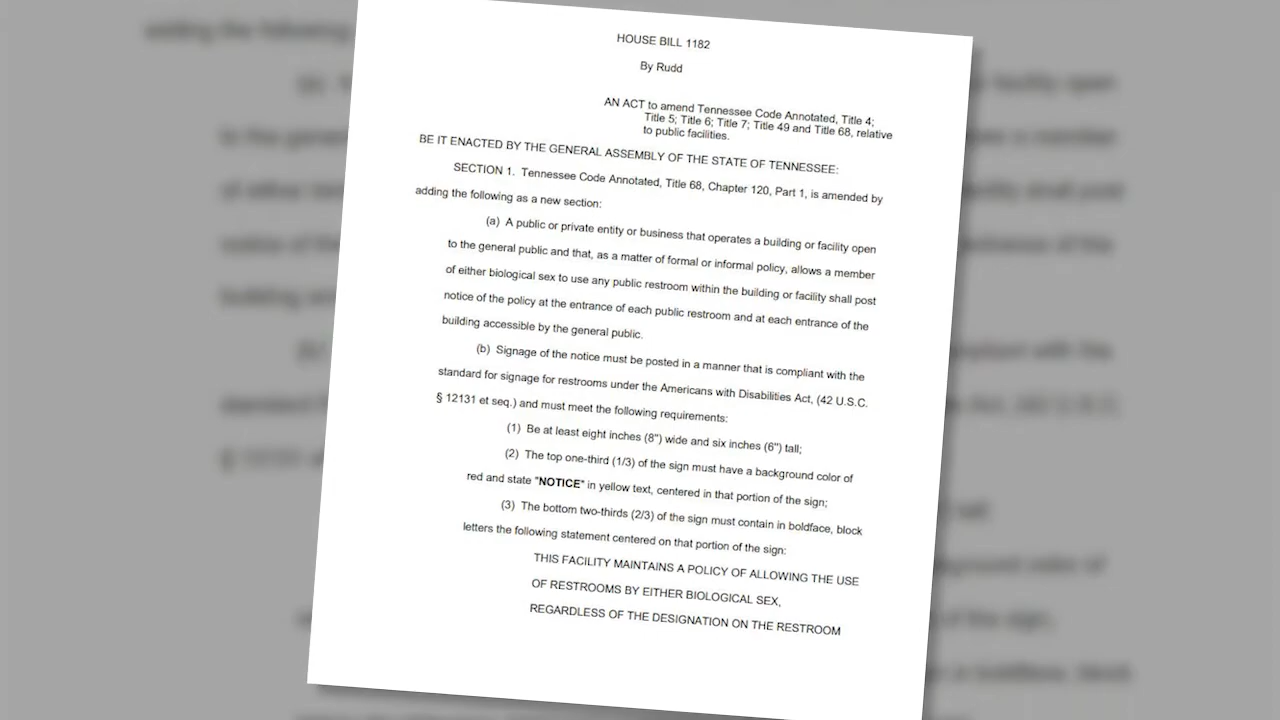 HOUSE BILL 1182
By Rudd
AN ACT to amend Tennessee Code Annotated, Title 4;
Title 5; Title 6; Title 7; Title 49 and Title 68, relative
to public facilities.
BE IT ENACTED BY THE GENERAL ASSEMBLY OF THE STATE OF TENNESSEE:
SECTION 1. Tennessee Code Annotated, Title 68, Chapter 120, Part 1, is amended by
adding the following as a new section:
(a) A public or private entity or business that operates a building or facility open
to the general public and that, as a matter of formal or informal policy, allows a member
of either biological sex to use any public restroom within the building or facility shall post
notice of the policy at the entrance of each public restroom and at each entrance of the
building accessible by the general public.
(b) Signage of the notice must be posted in a manner that is compliant with the
standard for signage for restrooms under the Americans with Disabilities Act, (42 U.S.C.
§ 12131 et seq.) and must meet the following requirements:
(1) Be at least eight inches (8") wide and six inches (6") tall;
(2) The top one-third (1/3) of the sign must have a background color of
red and state "NOTICE" in yellow text, centered in that portion of the sign;
(3) The bottom two-thirds (2/3) of the sign must contain in boldface, block
letters the following statement centered on that portion of the sign:
THIS FACILITY MAINTAINS A POLICY OF ALLOWING THE USE
OF RESTROOMS BY EITHER BIOLOGICAL SEX,
REGARDLESS OF THE DESIGNATION ON THE RESTROOM